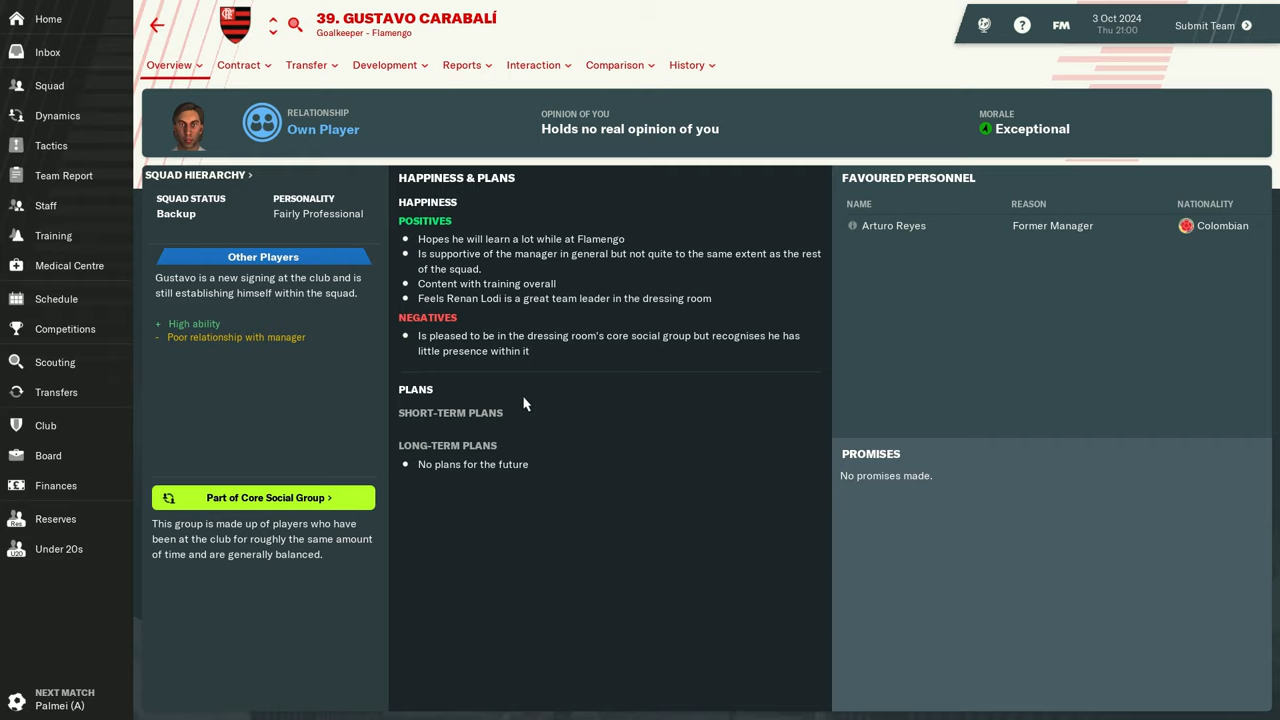 Home
Inbox
Squad
Dynamics
Tactics
Team Report
Staff
Training
Medical Centre
Schedule
Competitions
Scouting
Transfers
Club
Board
Finances
Res
Reserves
U20
Under 20s
NEXT MATCH
Palmei (A)
39. GUSTAVO CARABALÍ
Goalkeeper - Flamengo
? FM 3 Oct 2024
Thu 21:00
Submit Team
Overview Contract Transfer Development Reports Interaction Comparison History
RELATIONSHIP
Own Player
OPINION OF YOU
Holds no real opinion of you
MORALE
Exceptional
SQUAD HIERARCHY >
SQUAD STATUS PERSONALITY
Backup Fairly Professional
Other Players
Gustavo is a new signing at the club and is
still establishing himself within the squad.
+ High ability
- Poor relationship with manager
Part of Core Social Group >
This group is made up of players who have
been at the club for roughly the same amount
of time and are generally balanced.
HAPPINESS & PLANS
HAPPINESS
POSITIVES
Hopes he will learn a lot while at Flamengo
Is supportive of the manager in general but not quite to the same extent as the rest
of the squad.
Content with training overall
Feels Renan Lodi is a great team leader in the dressing room
NEGATIVES
Is pleased to be in the dressing room's core social group but recognises he has
little presence within it
PLANS
SHORT-TERM PLANS
LONG-TERM PLANS
No plans for the future
FAVOURED PERSONNEL
NAME REASON NATIONALITY
Arturo Reyes Former Manager Colombian
PROMISES
No promises made.